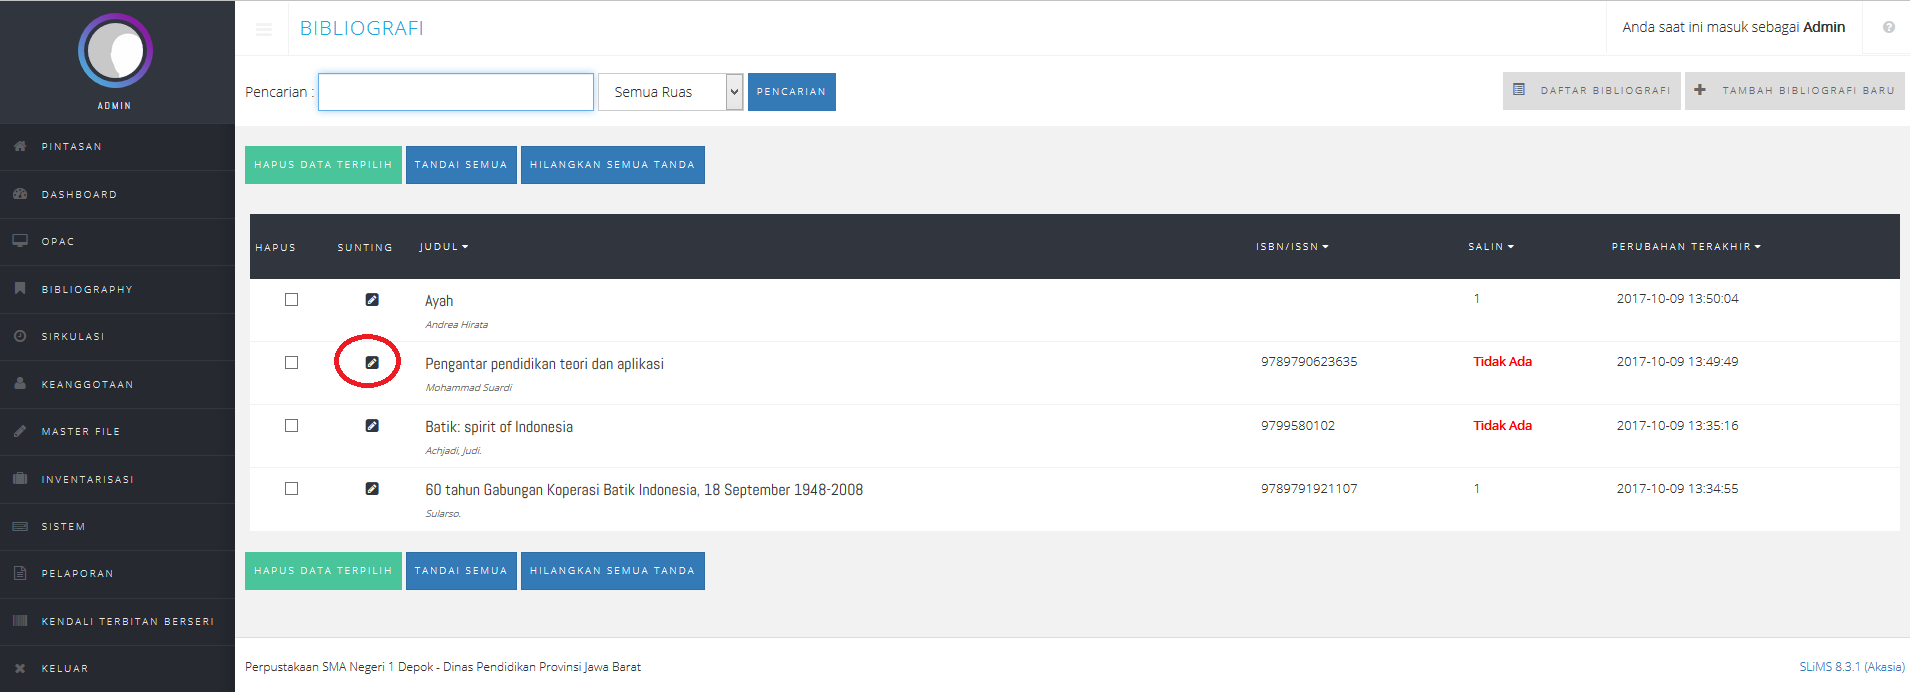 ADMIN
PINTASAN
DASHBOARD
OPAC
BIBLIOGRAPHY
SIRKULASI
KEANGGOTAAN
MASTER FILE
INVENTARISASI
SISTEM
PELAPORAN
KENDALI TERBITAN BERSERI
KELUAR
BIBLIOGRAFI
Anda saat ini masuk sebagai Admin
Pencarian : Semua Ruas PENCARIAN
DAFTAR BIBLIOGRAFI TAMBAH BIBLIOGRAFI BARU
HAPUS DATA TERPILIH TANDAI SEMUA HILANGKAN SEMUA TANDA
HAPUS SUNTING JUDUL ISBN/ISSN SALIN PERUBAHAN TERAKHIR
Ayah 1 2017-10-09 13:50:04
Andrea Hirata
Pengantar pendidikan teori dan aplikasi 9789790623635 Tidak Ada 2017-10-09 13:49:49
Mohammad Suardi
Batik: spirit of Indonesia 9799580102 Tidak Ada 2017-10-09 13:35:16
Achjadi, Judi.
60 tahun Gabungan Koperasi Batik Indonesia, 18 September 1948-2008 9789791921107 1 2017-10-09 13:34:55
Sularso.
HAPUS DATA TERPILIH TANDAI SEMUA HILANGKAN SEMUA TANDA
Perpustakaan SMA Negeri 1 Depok - Dinas Pendidikan Provinsi Jawa Barat SLiMS 8.3.1 (Akasia)